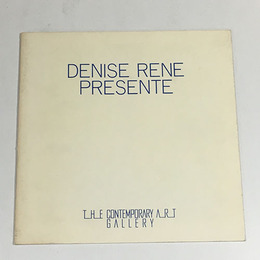 DENISE RENE
PRESENTE
THE CONTEMPORARY ART
GALLERY